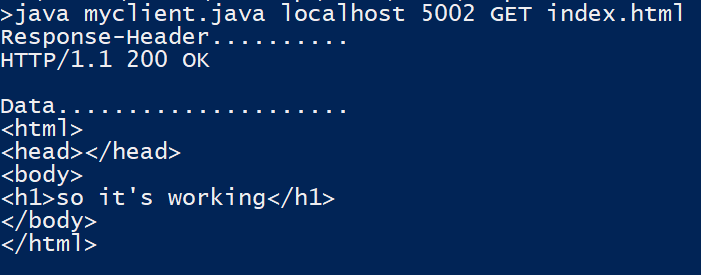 >java myclient.java localhost 5002 GET index.html
Response-Header..........
HTTP/1.1 200 OK
Data.....................
<html>
<head></head>
<body>
<h1>so it's working</h1>
</body>
</html>